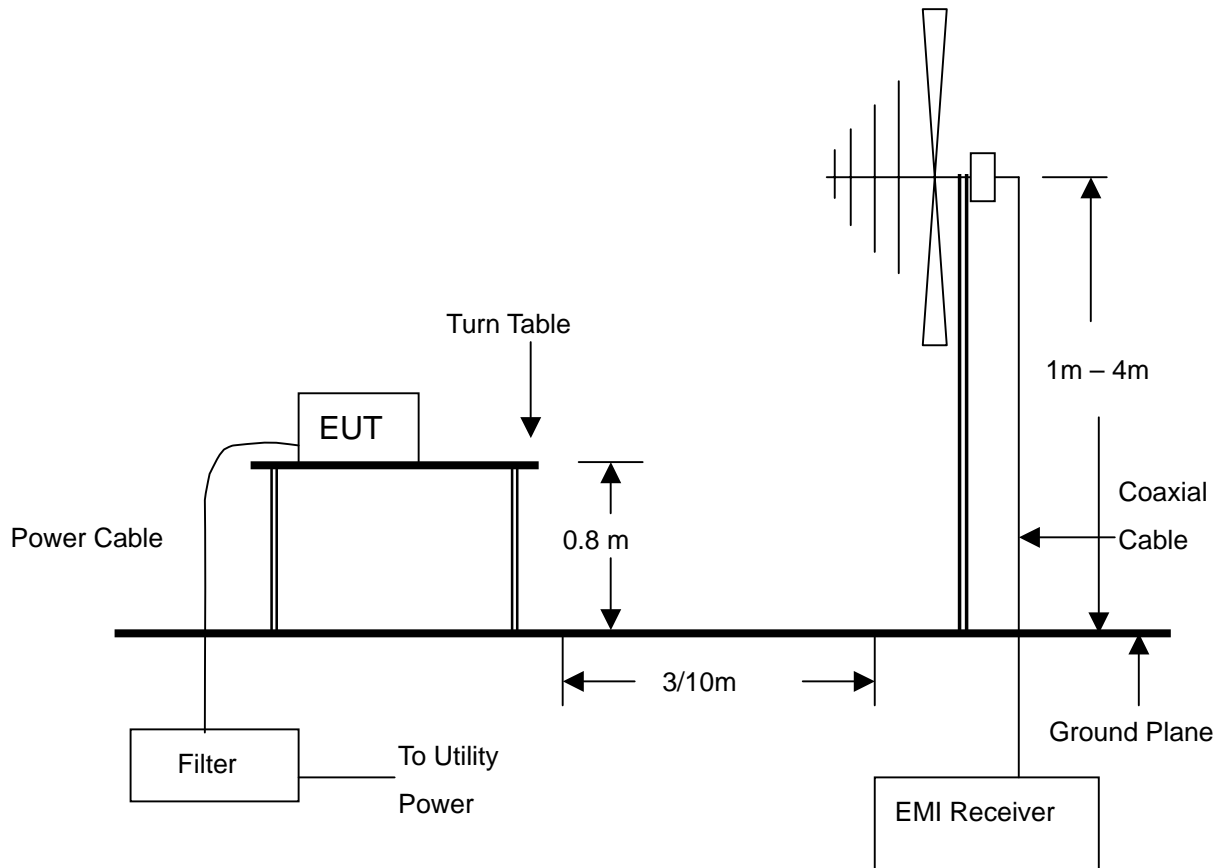 Turn Table
1m – 4m
EUT
Coaxial
Cable
Power Cable
0.8 m
3/10m
Ground Plane
Filter
To Utility
Power
EMI Receiver